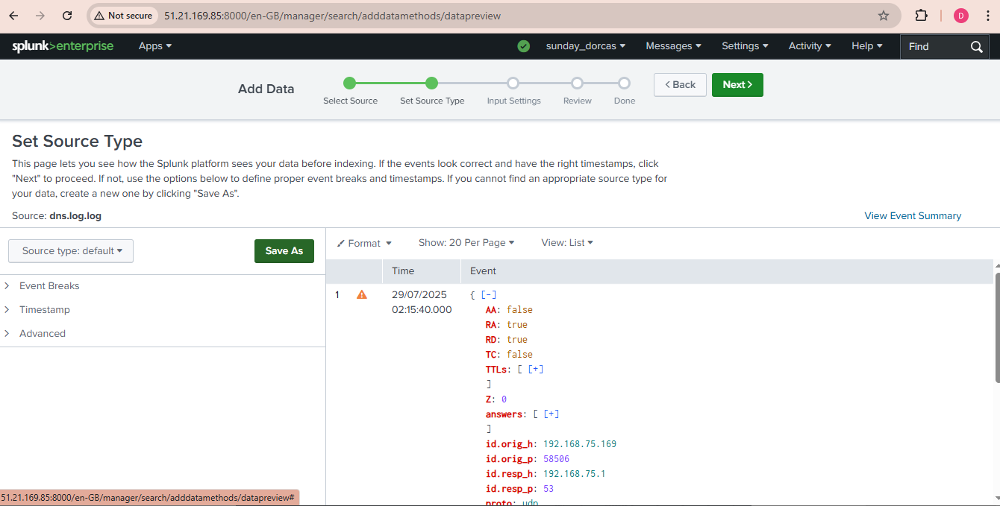 Not secure 51.21.169.85:8000/en-GB/manager/search/adddatamethods/datapreview D
splunk>enterprise Apps sunday_dorcas Messages Settings Activity Help Find
Add Data Select Source Set Source Type Input Settings Review Done < Back Next >
Set Source Type
This page lets you see how the Splunk platform sees your data before indexing. If the events look correct and have the right timestamps, click
"Next" to proceed. If not, use the options below to define proper event breaks and timestamps. If you cannot find an appropriate source type for
your data, create a new one by clicking "Save As".
Source: dns.log.log View Event Summary
Source type: default Save As
> Event Breaks
> Timestamp
> Advanced
Format Show: 20 Per Page View: List
Time Event
1 29/07/2025 { [-]
02:15:40.000 AA: false
RA: true
RD: true
TC: false
TTLs: [ [+]
]
Z: 0
answers: [ [+]
]
id.orig_h: 192.168.75.169
id.orig_p: 58506
id.resp_h: 192.168.75.1
id.resp_p: 53
proto: udp
51.21.169.85:8000/en-GB/manager/search/adddatamethods/datapreview#